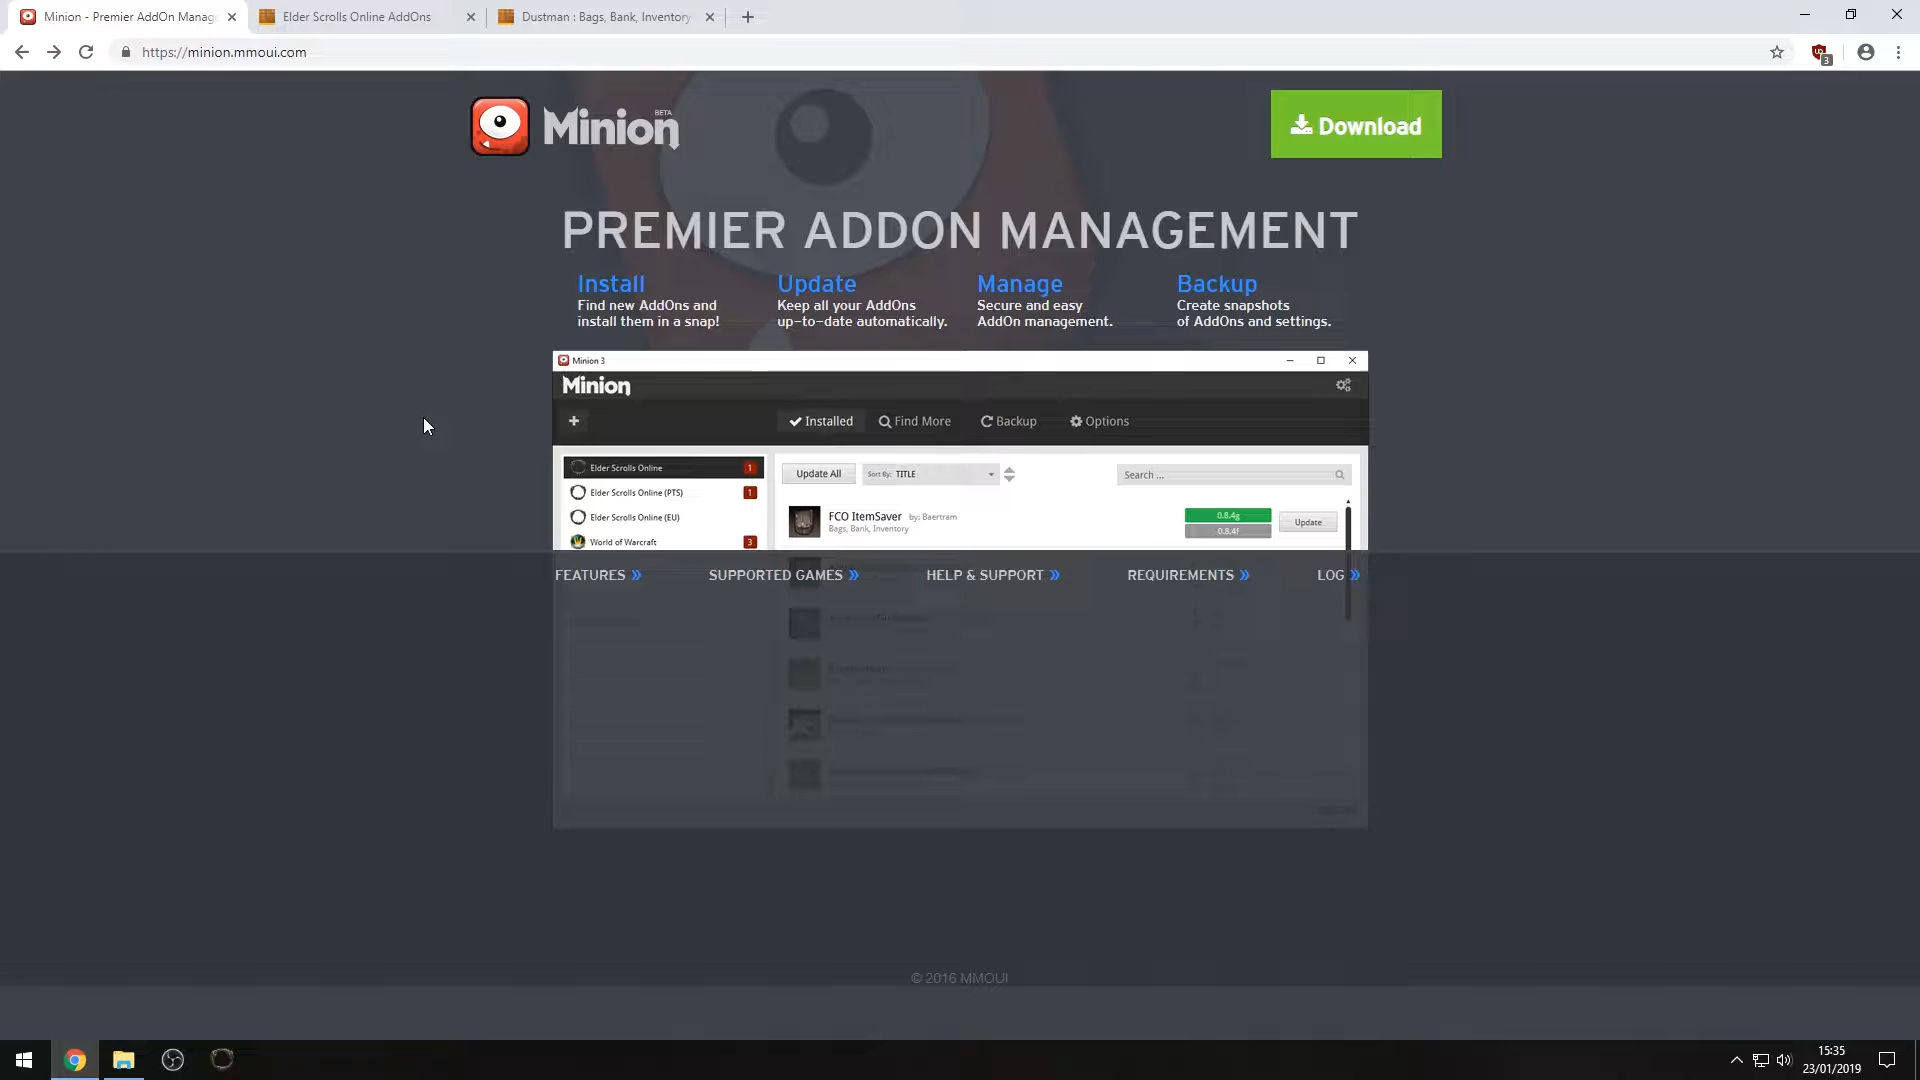 Minion - Premier AddOn Manag
Elder Scrolls Online AddOns
Dustman : Bags, Bank, Inventory
https://minion.mmoui.com
3
Minion
BETA
Download
PREMIER ADDON MANAGEMENT
Install
Find new AddOns and
install them in a snap!
Update
Keep all your AddOns
up-to-date automatically.
Manage
Secure and easy
AddOn management.
Backup
Create snapshots
of AddOns and settings.
Minion 3
Minion
Installed
Find More
Backup
Options
Elder Scrolls Online
1
Elder Scrolls Online (PTS)
1
Elder Scrolls Online (EU)
World of Warcraft
3
Update All
Sort By: TITLE
Search ...
FCO ItemSaver by: Baertram
Bags, Bank, Inventory
0.8.4g
0.8.4f
Update
FEATURES »
SUPPORTED GAMES »
HELP & SUPPORT »
REQUIREMENTS »
LOG »
© 2016 MMOUI
15:35
23/01/2019